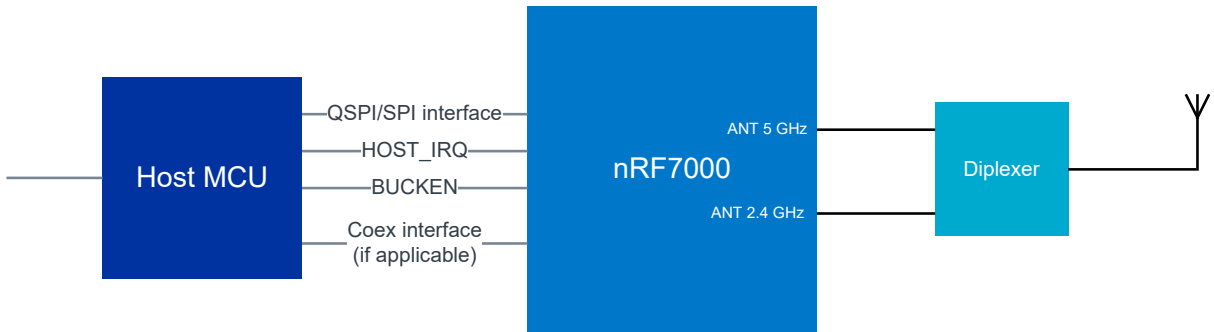 Host MCU
QSPI/SPI interface
HOST_IRQ
BUCKEN
Coex interface
(if applicable)
nRF7000
ANT 5 GHz
ANT 2.4 GHz
Diplexer